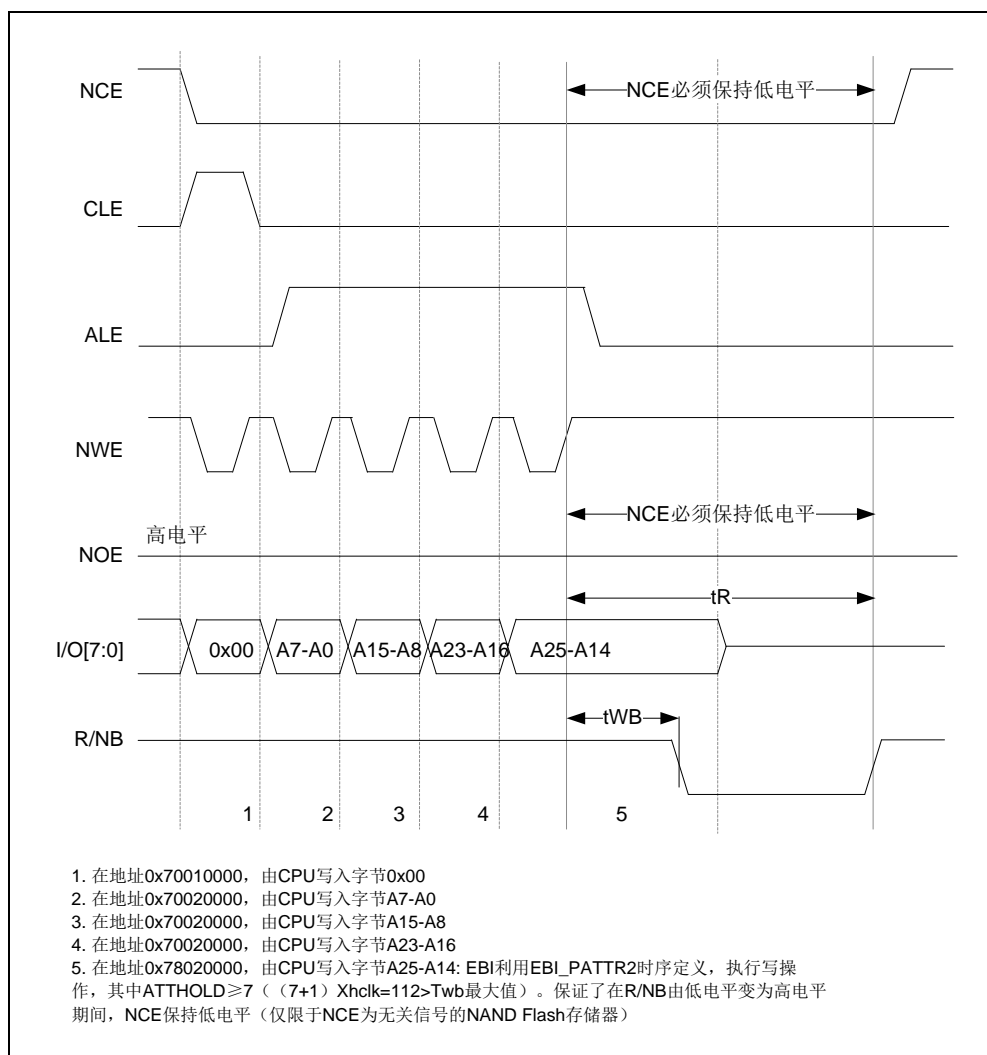 NCE
NCE必须保持低电平
CLE
ALE
NWE
NCE必须保持低电平
高电平
NOE
tR
I/O[7:0]
0x00
A7-A0
A15-A8
A23-A16
A25-A14
tWB
R/NB
1
2
3
4
5
1. 在地址0x70010000，由CPU写入字节0x00
2. 在地址0x70020000，由CPU写入字节A7-A0
3. 在地址0x70020000，由CPU写入字节A15-A8
4. 在地址0x70020000，由CPU写入字节A23-A16
5. 在地址0x78020000，由CPU写入字节A25-A14: EBI利用EBI_PATTR2时序定义，执行写操
作，其中ATTHOLD≥7（（7+1）Xhclk=112>Twb最大值）。保证了在R/NB由低电平变为高电平
期间，NCE保持低电平（仅限于NCE为无关信号的NAND Flash存储器）